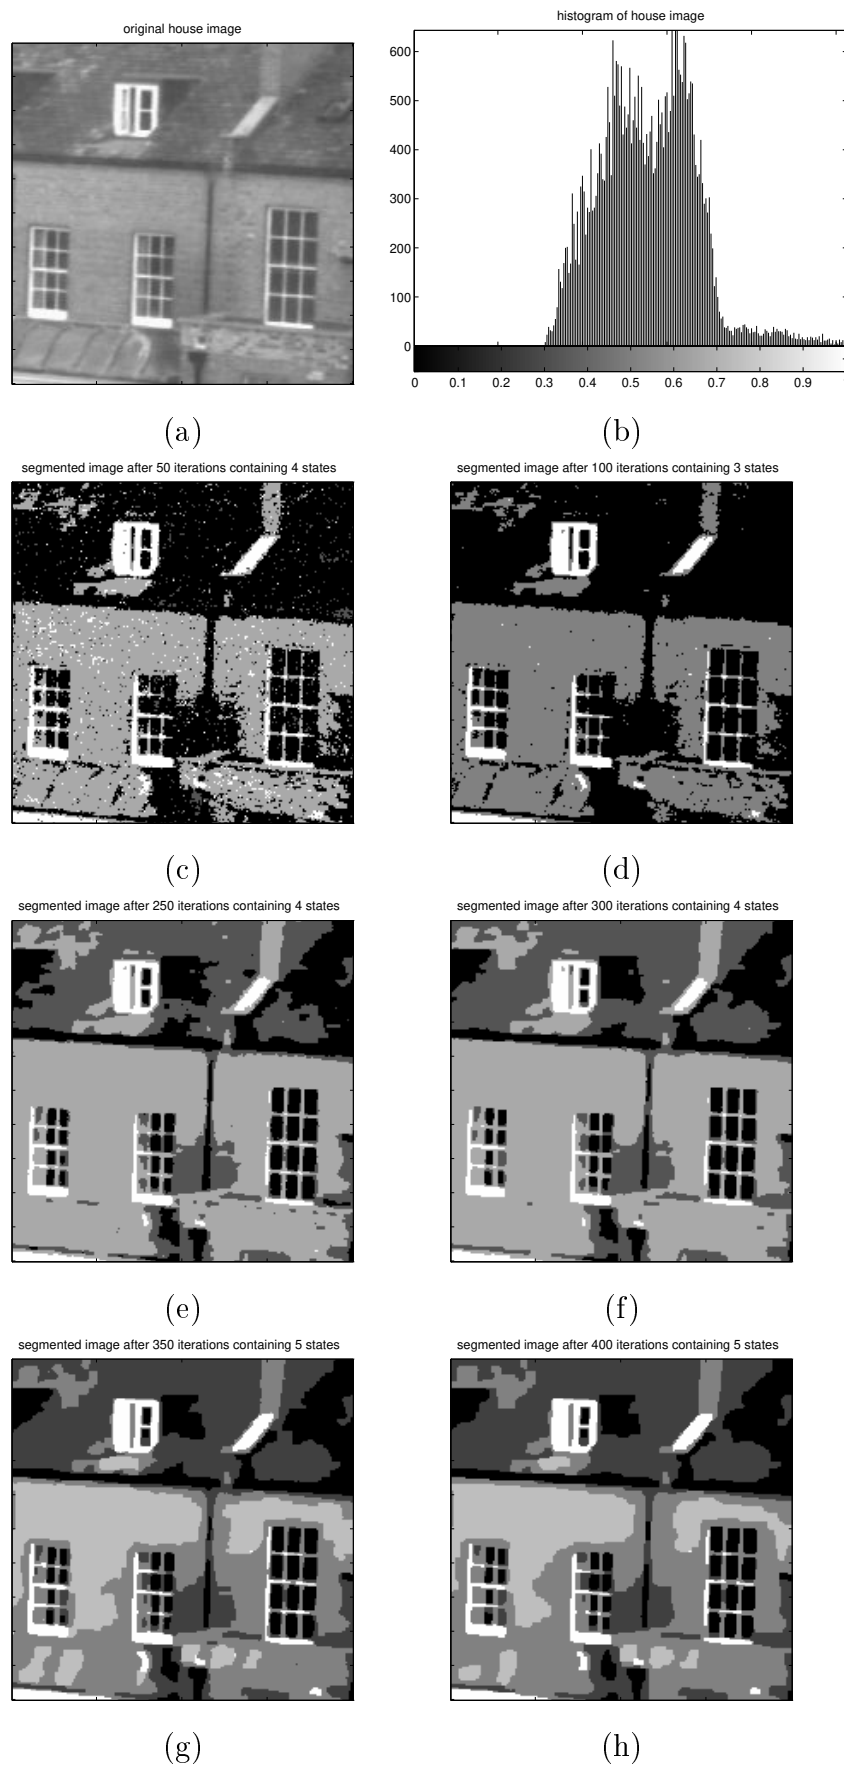 original house image
histogram of house image
600
500
400
300
200
100
0
0 0.1 0.2 0.3 0.4 0.5 0.6 0.7 0.8 0.9
(a) (b)
segmented image after 50 iterations containing 4 states
segmented image after 100 iterations containing 3 states
(c) (d)
segmented image after 250 iterations containing 4 states
segmented image after 300 iterations containing 4 states
(e) (f)
segmented image after 350 iterations containing 5 states
segmented image after 400 iterations containing 5 states
(g) (h)